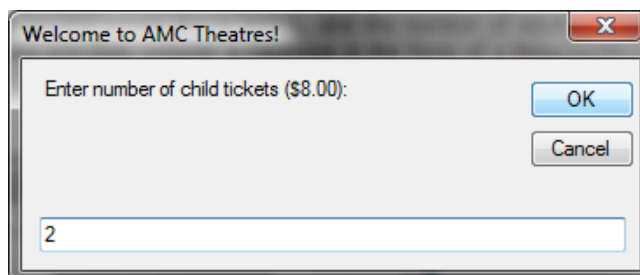 Welcome to AMC Theatres!
Enter number of child tickets ($8.00):
OK
Cancel
2